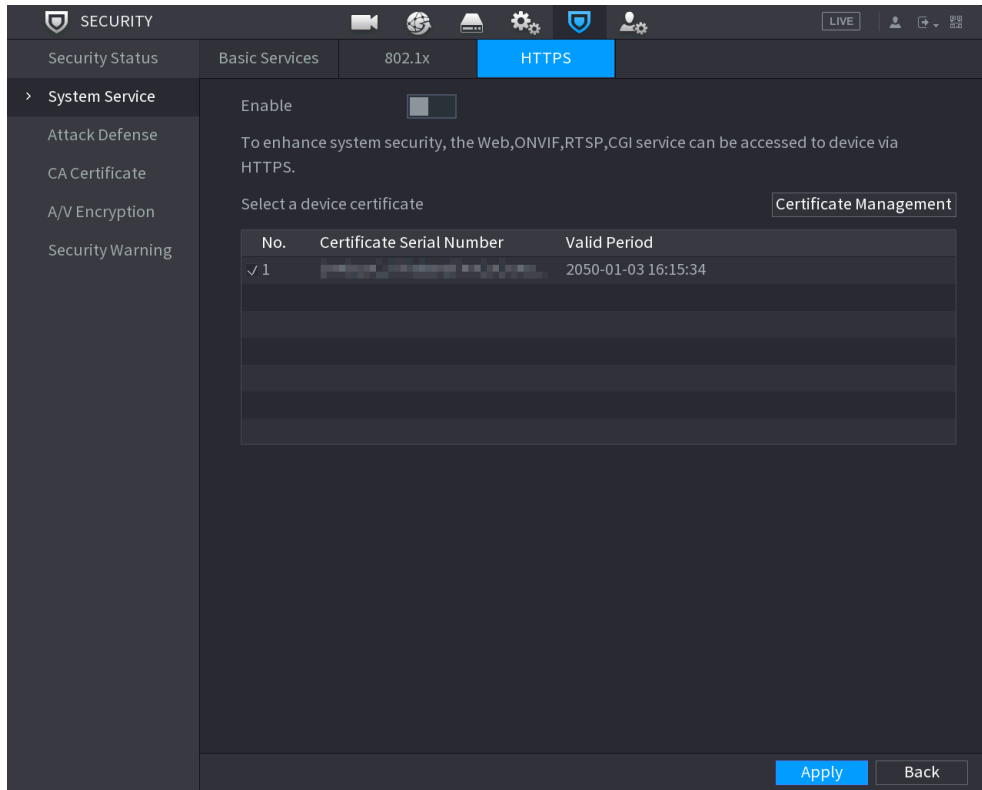 SECURITY
LIVE
Security Status
System Service
Attack Defense
CA Certificate
A/V Encryption
Security Warning
Basic Services 802.1x HTTPS
Enable
To enhance system security, the Web,ONVIF,RTSP,CGI service can be accessed to device via
HTTPS.
Select a device certificate
Certificate Management
No. Certificate Serial Number Valid Period
1 2050-01-03 16:15:34
Apply Back